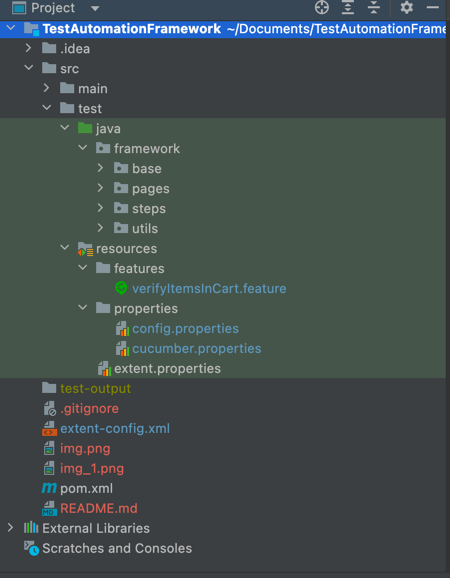 Project
TestAutomationFramework ~/Documents/TestAutomationFrame
.idea
src
main
test
java
framework
base
pages
steps
utils
resources
features
verifyItemsInCart.feature
properties
config.properties
cucumber.properties
extent.properties
test-output
.gitignore
extent-config.xml
img.png
img_1.png
m pom.xml
MD README.md
External Libraries
Scratches and Consoles